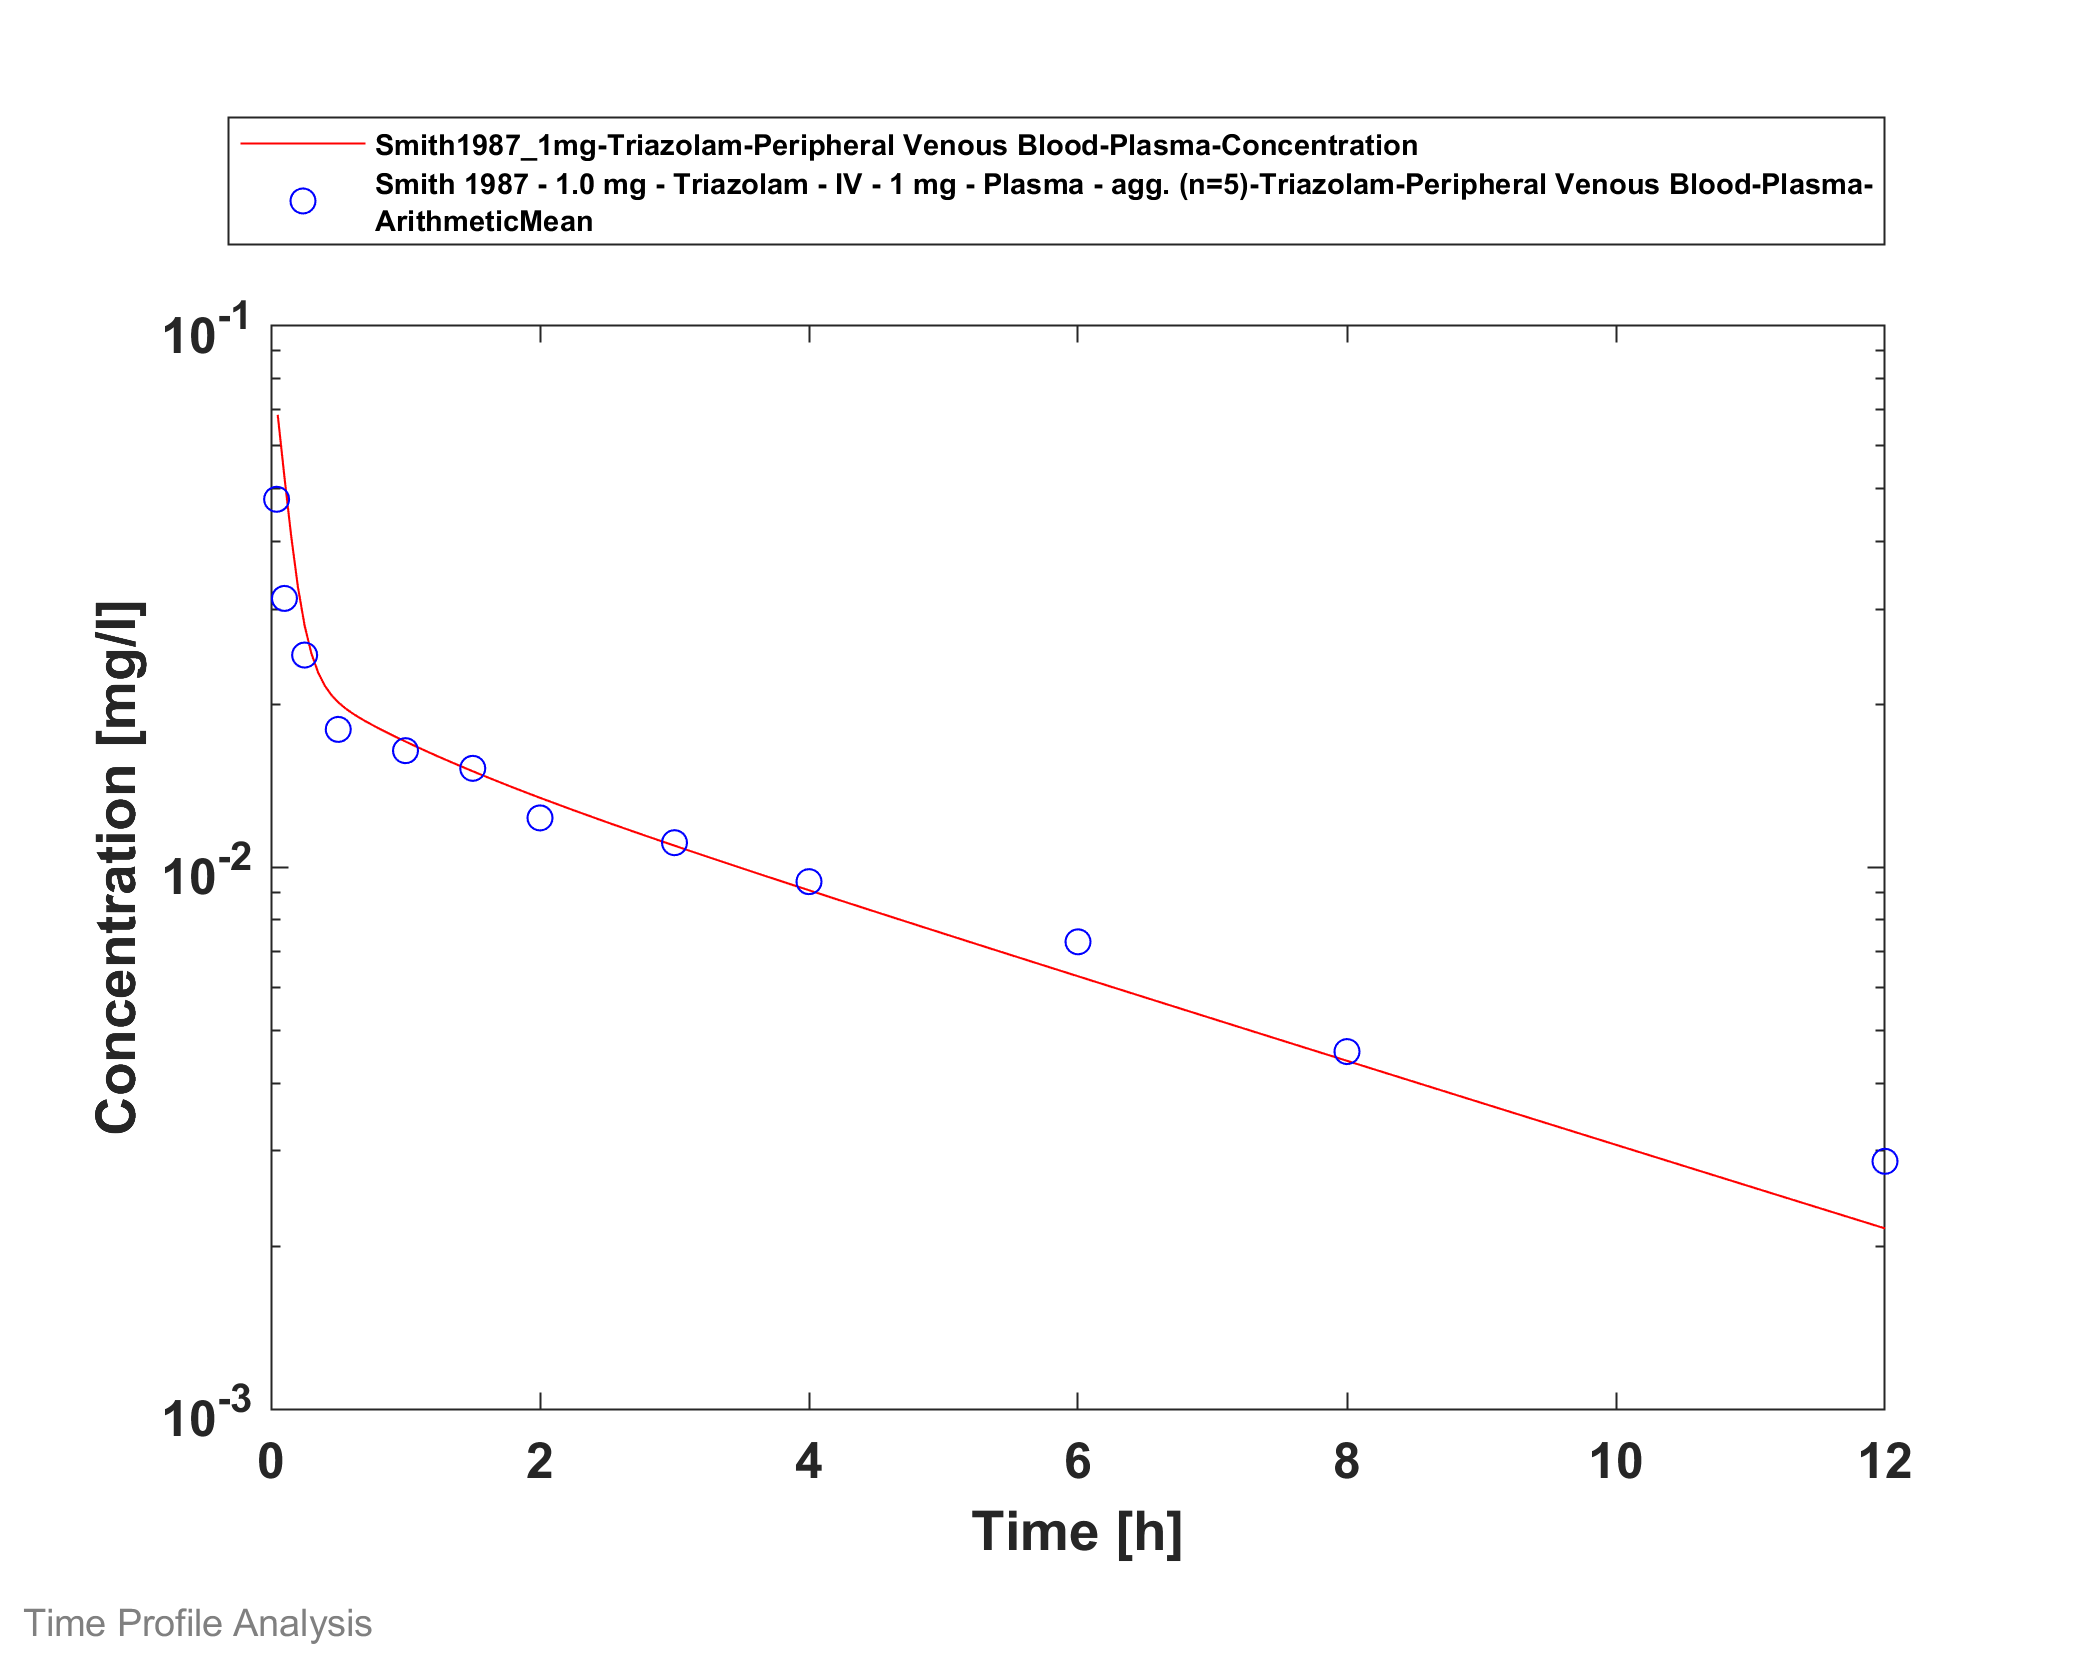 Smith1987_1mg-Triazolam-Peripheral Venous Blood-Plasma-Concentration
Smith 1987 - 1.0 mg - Triazolam - IV - 1 mg - Plasma - agg. (n=5)-Triazolam-Peripheral Venous Blood-Plasma-
ArithmeticMean
10-1
10-2
10-3
Concentration [mg/l]
0 2 4 6 8 10 12
Time [h]
Time Profile Analysis